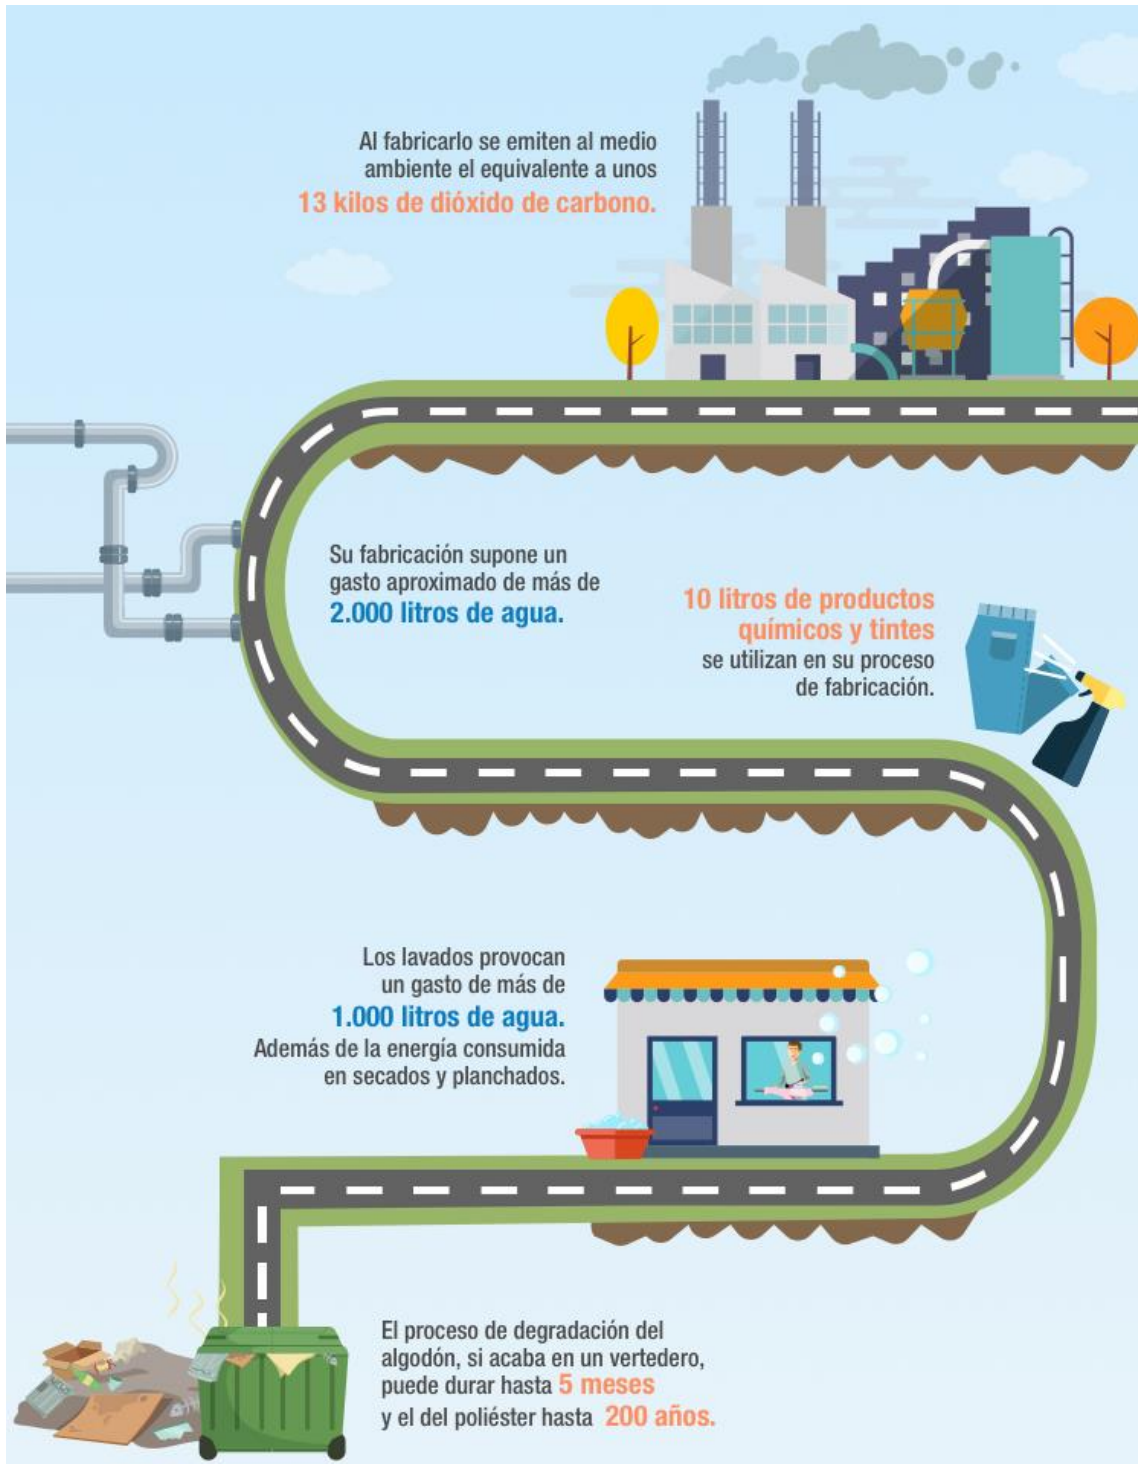 Al fabricarlo se emiten al medio
ambiente el equivalente a unos
13 kilos de dióxido de carbono.
Su fabricación supone un
gasto aproximado de más de
2.000 litros de agua.
10 litros de productos
químicos y tintes
se utilizan en su proceso
de fabricación.
Los lavados provocan
un gasto de más de
1.000 litros de agua.
Además de la energía consumida
en secados y planchados.
El proceso de degradación del
algodón, si acaba en un vertedero,
puede durar hasta 5 meses
y el del poliéster hasta 200 años.